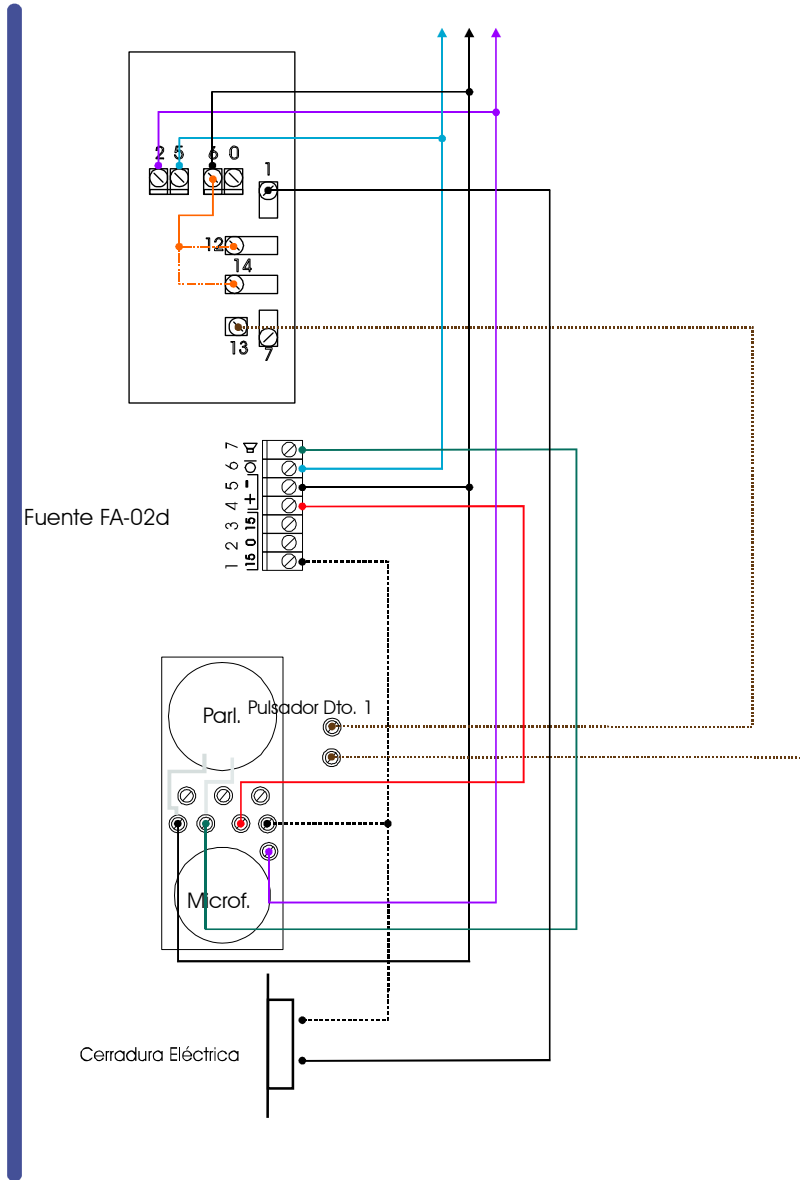 2 5 6 0
1
12
14
13
7
Fuente FA-02d
7
6
5 -
4 +
3 15
2 0
1 15
Pulsador Dto. 1
Parl.
Microf.
Cerradura Eléctrica